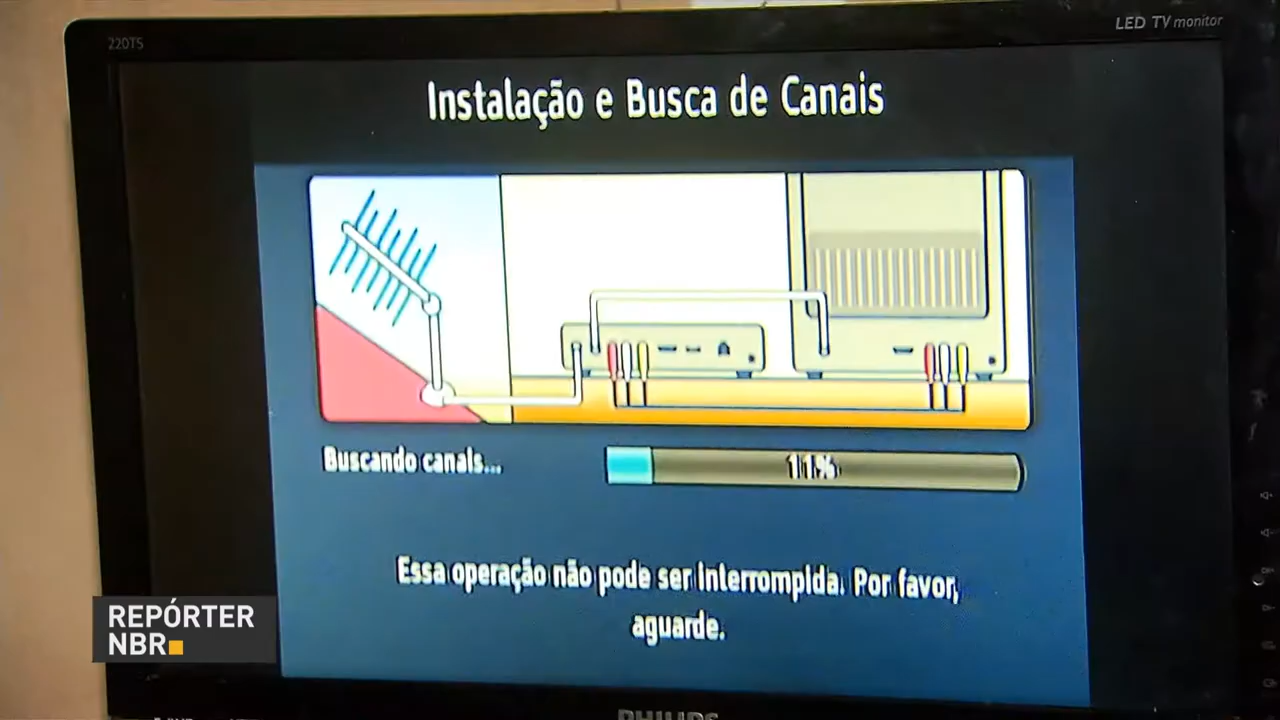 220TS
LED TV monitor
Instalação e Busca de Canais
Buscando canais...
11%
Essa operação não pode ser interrompida. Por favor,
aguarde.
REPÓRTER
NBR
PHILIPS